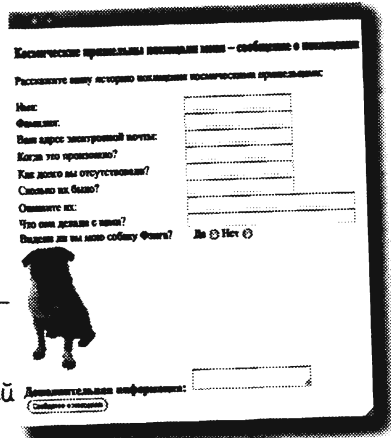 Космические пришельцы похищали меня – сообщение о похищении
Расскажите вашу историю похищения космическими пришельцами:
Имя:
Фамилия:
Ваш адрес электронной почты:
Когда это произошло?
Как долго вы отсутствовали?
Сколько их было?
Опишите их:
Что они делали с вами?
Видели ли вы мою собаку Фэнга? Да Нет
й
Дополнительная информация:
Сообщение о похищении